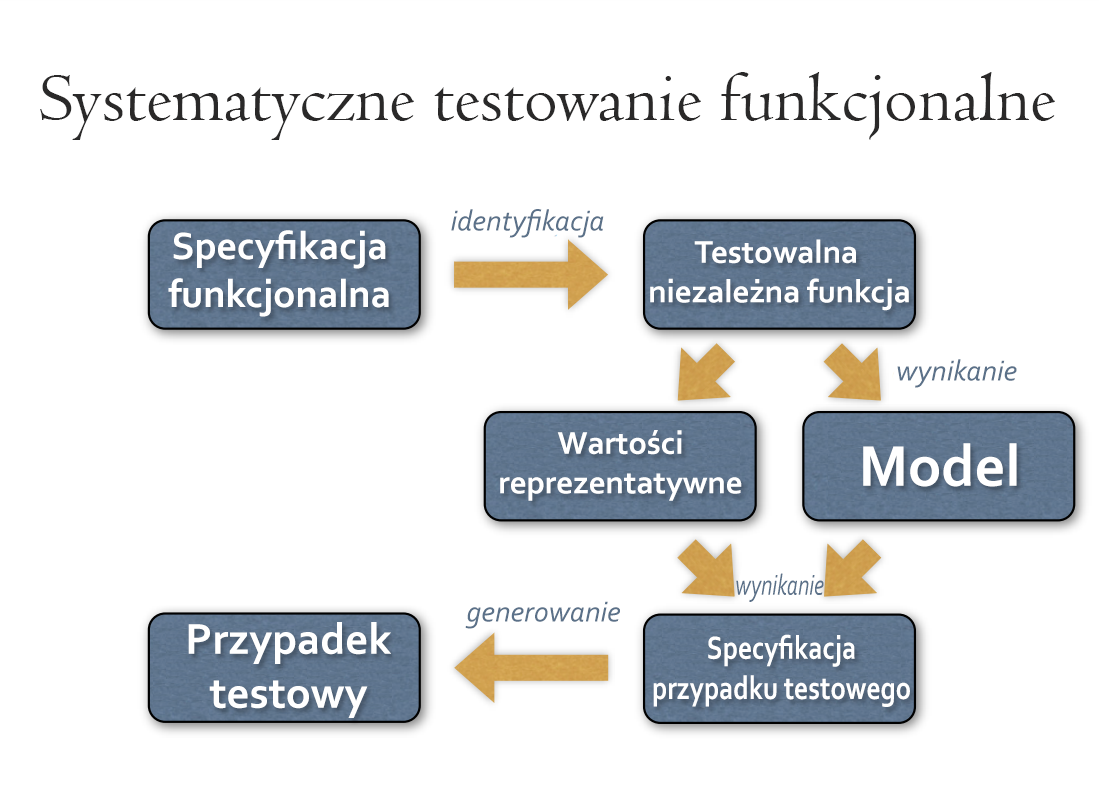 Systematyczne testowanie funkcjonalne
Specyfikacja
funkcjonalna
identyfikacja
Testowalna
niezależna funkcja
wynikanie
Wartości
reprezentatywne
Model
wynikanie
generowanie
Przypadek
testowy
Specyfikacja
przypadku testowego